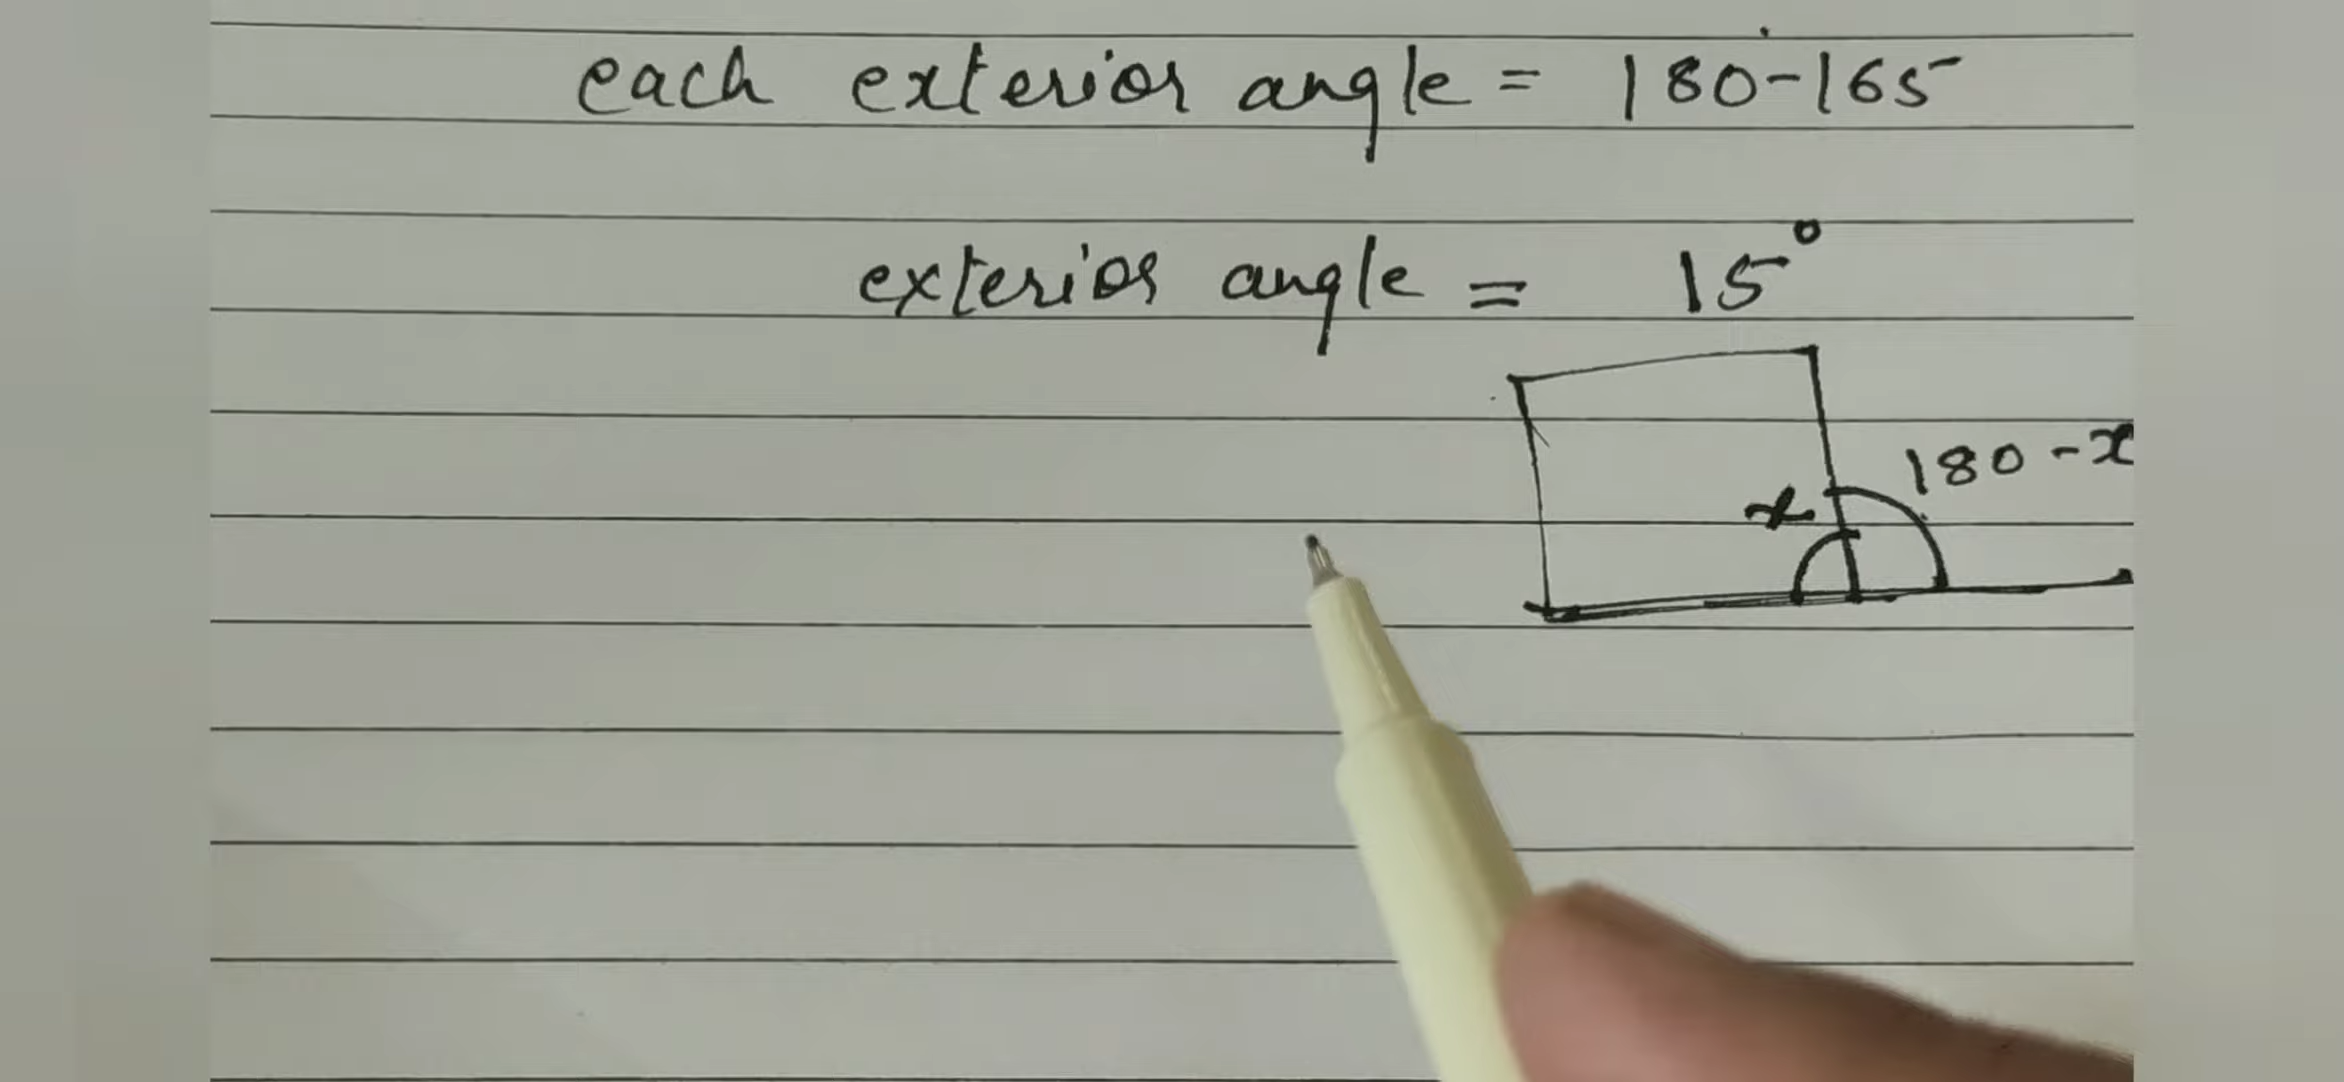 each exterior angle = 180-165
exterior angle = 15°
180-x
x